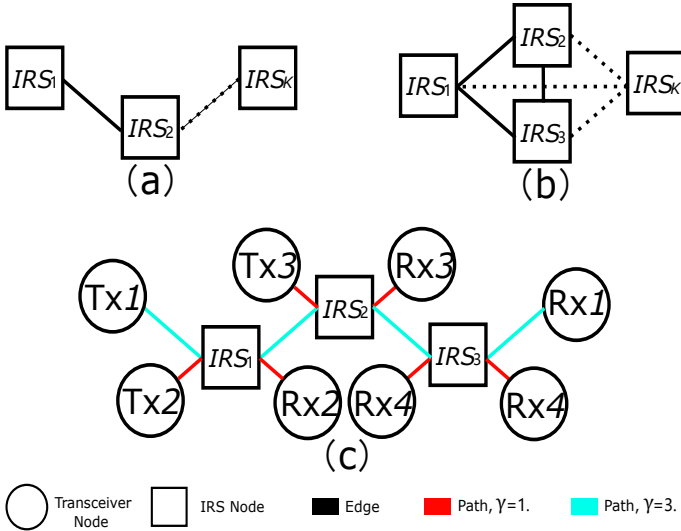 IRS1
IRS2
IRSK
(a)
IRS1
IRS2
IRS3
IRSK
(b)
Tx1
Tx2
Tx3
Rx3
IRS1
IRS2
IRS3
Rx2
Rx4
Rx1
Rx4
(c)
Transceiver Node
IRS Node
Edge
Path, γ=1.
Path, γ=3.